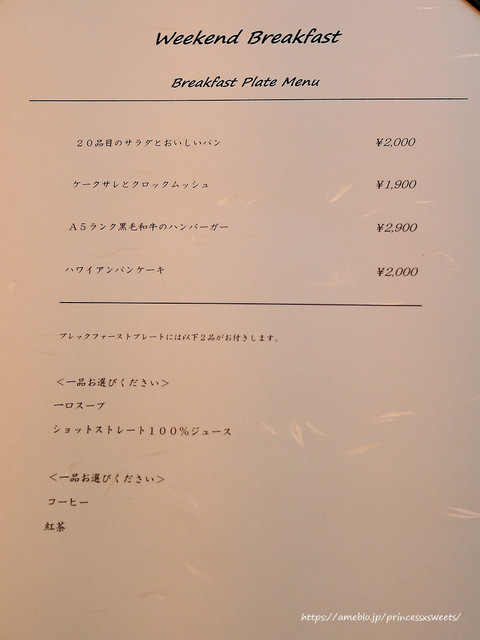 Weekend Breakfast
Breakfast Plate Menu
20品目のサラダとおいしいパン ¥2,000
ケークサレとクロックムッシュ ¥1,900
A5ランク黒毛和牛のハンバーガー ¥2,900
ハワイアンパンケーキ ¥2,000
ブレックファーストプレートには以下2品がお付きします。
<一品お選びください>
一口スープ
ショットストレート100%ジュース
<一品お選びください>
コーヒー
紅茶
https://ameblo.jp/princessxsweets/